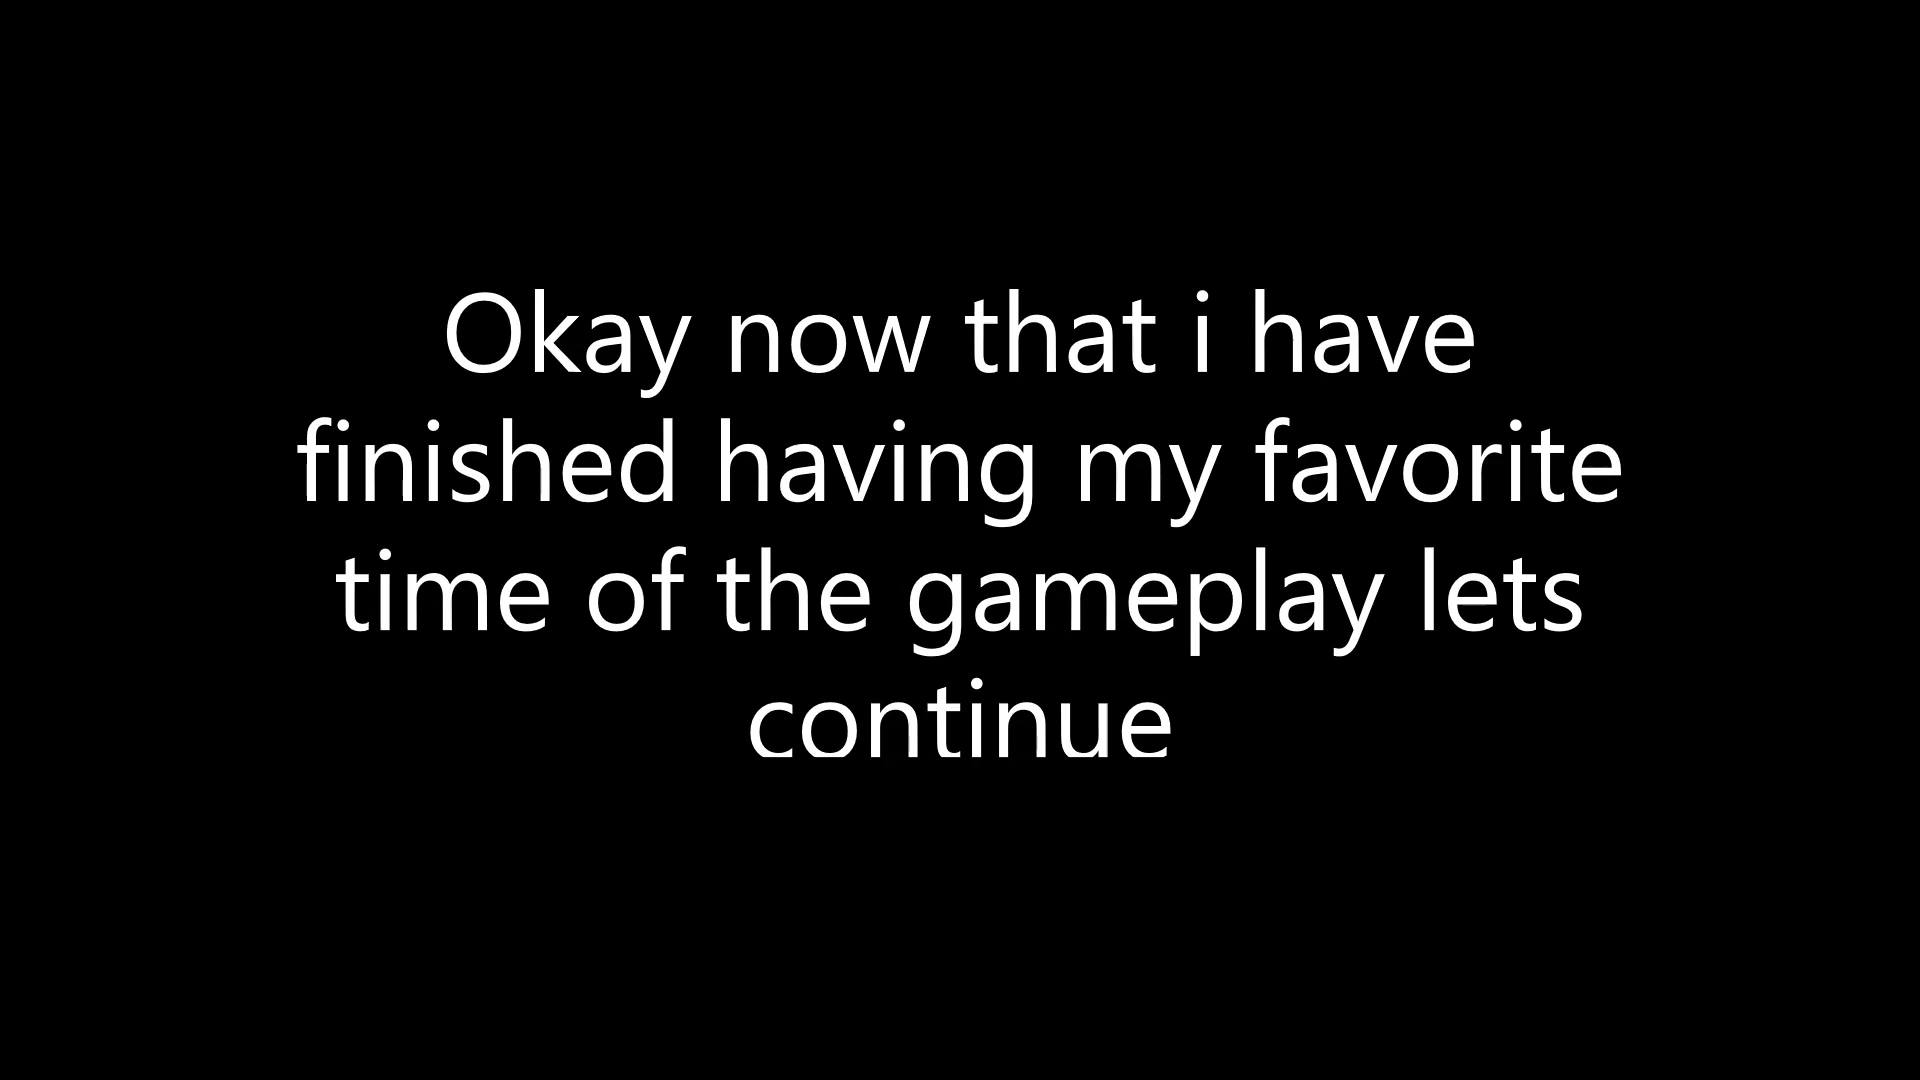 Okay now that i have
finished having my favorite
time of the gameplay lets
continue